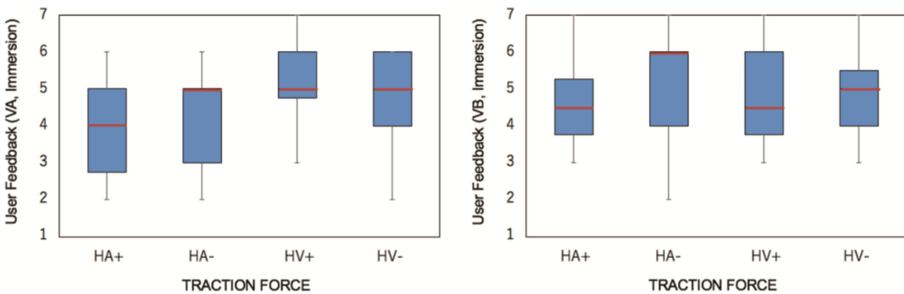 User Feedback (VA, Immersion)
7
6
5
4
3
2
1
HA+ HA- HV+ HV-
TRACTION FORCE
User Feedback (VB, Immersion)
7
6
5
4
3
2
1
HA+ HA- HV+ HV-
TRACTION FORCE